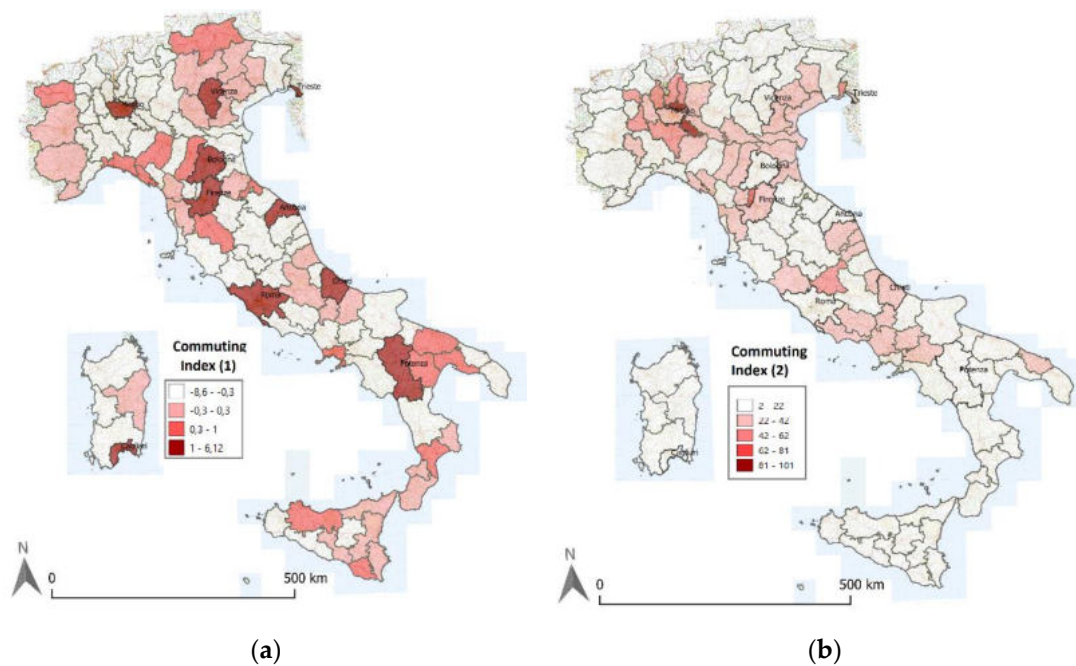 Vicenza
Trieste
Bologna
Firenze
Ancona
Roma
Potenza
Commuting
Index (1)
-8,6 - -0,3
-0,3 - 0,3
0,3 - 1
1 - 6,12
N
0
500 km
(a)
Vicenza
Trieste
Bologna
Firenze
Ancona
Chieti
Roma
Potenza
Commuting
Index (2)
2 - 22
22 - 42
42 - 62
62 - 81
81 - 101
N
0
500 km
(b)